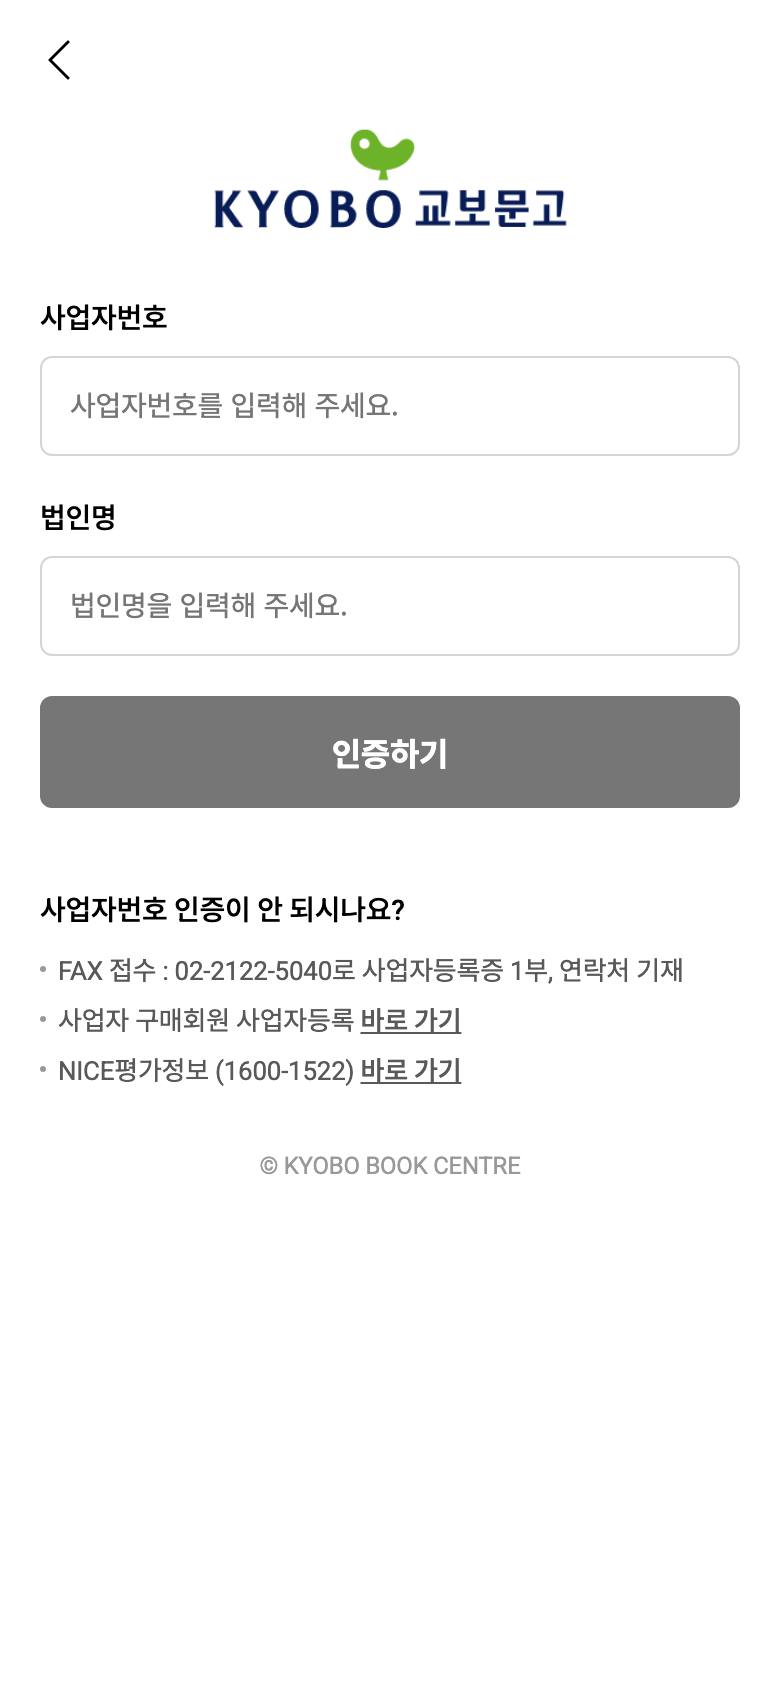 KYOBO 교보문고
사업자번호
사업자번호를 입력해 주세요.
법인명
법인명을 입력해 주세요.
인증하기
사업자번호 인증이 안 되시나요?
• FAX 접수 : 02-2122-5040로 사업자등록증 1부, 연락처 기재
• 사업자 구매회원 사업자등록 바로 가기
• NICE평가정보 (1600-1522) 바로 가기
© KYOBO BOOK CENTRE